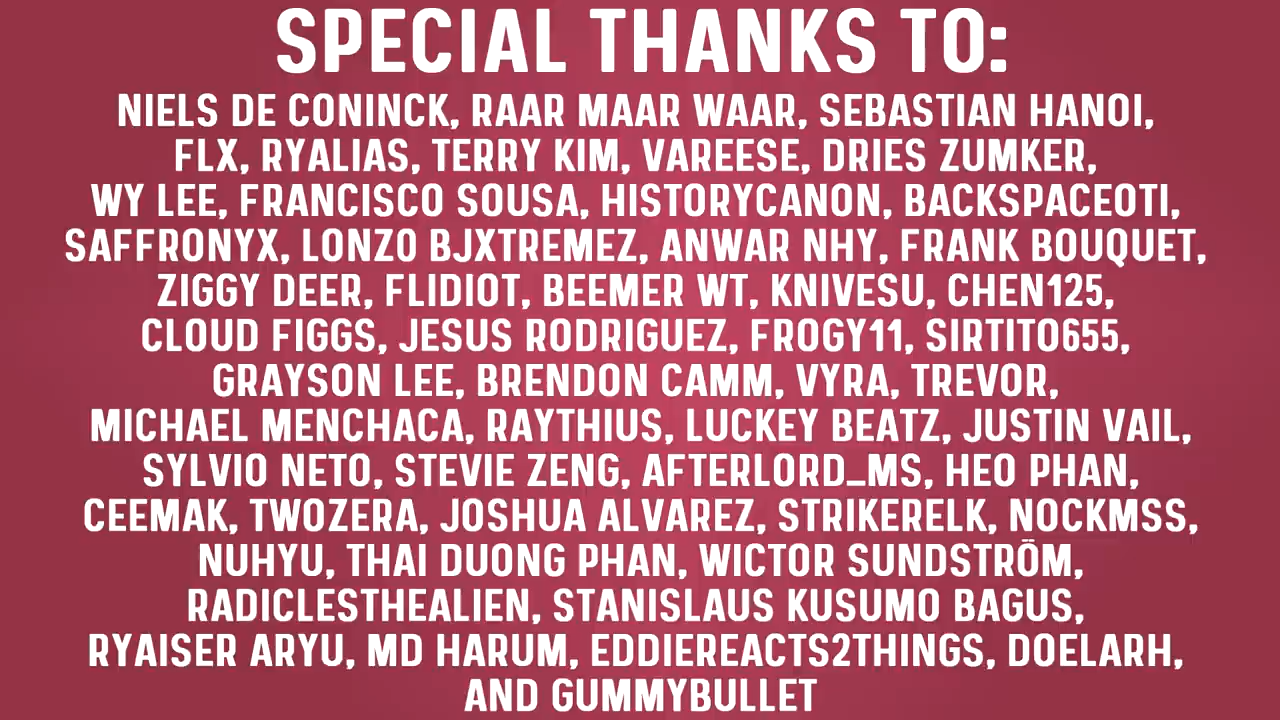 SPECIAL THANKS TO:
NIELS DE CONINCK, RAAR MAAR WAAR, SEBASTIAN HANOI,
FLX, RYALIAS, TERRY KIM, VAREESE, DRIES ZUMKER,
WY LEE, FRANCISCO SOUSA, HISTORYCANON, BACKSPACEOTI,
SAFFRONYX, LONZO BJXTREMEZ, ANWAR NHY, FRANK BOUQUET,
ZIGGY DEER, FLIDIOT, BEEMER WT, KNIVESU, CHEN125,
CLOUD FIGGS, JESUS RODRIGUEZ, FROGY11, SIRTITO655,
GRAYSON LEE, BRENDON CAMM, VYRA, TREVOR,
MICHAEL MENCHACA, RAYTHIUS, LUCKEY BEATZ, JUSTIN VAIL,
SYLVIO NETO, STEVIE ZENG, AFTERLORD_MS, HEO PHAN,
CEEMAK, TWOZERA, JOSHUA ALVAREZ, STRIKERELK, NOCKMSS,
NUHYU, THAI DUONG PHAN, WICTOR SUNDSTRÖM,
RADICLESTHEALIEN, STANISLAUS KUSUMO BAGUS,
RYAISER ARYU, MD HARUM, EDDIEREACTS2THINGS, DOELARH,
AND GUMMYBULLET